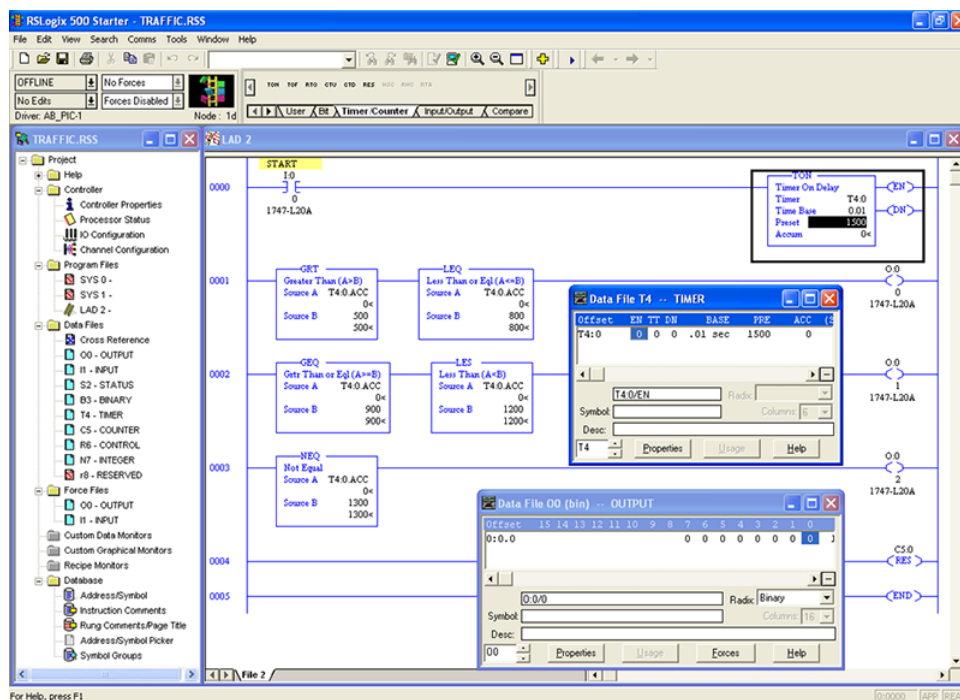 RSLogix 500 Starter - TRAFFIC.RSS
File Edit View Search Comms Tools Window Help
OFFLINE No Forces
No Edits Forces Disabled
Driver: AB_PIC-1 Node : 1d
TON TOF RTO CTU CTD RES HSC RHC RTA
User Bit Timer/Counter Input/Output Compare
TRAFFIC.RSS
Project
Help
Controller
Controller Properties
Processor Status
IO Configuration
Channel Configuration
Program Files
SYS 0 -
SYS 1 -
LAD 2 -
Data Files
Cross Reference
O0 - OUTPUT
I1 - INPUT
S2 - STATUS
B3 - BINARY
T4 - TIMER
C5 - COUNTER
R6 - CONTROL
N7 - INTEGER
r8 - RESERVED
Force Files
O0 - OUTPUT
I1 - INPUT
Custom Data Monitors
Custom Graphical Monitors
Recipe Monitors
Database
Address/Symbol
Instruction Comments
Rung Comments/Page Title
Address/Symbol Picker
Symbol Groups
LAD 2
START
0000
I:0
0
1747-L20A
TON
Timer On Delay
Timer T4:0
Time Base 0.01
Preset 1500
Accum 0<
EN
DN
0001
GRT
Greater Than (A>B)
Source A T4:0.ACC
0<
Source B 500
500<
LEQ
Less Than or Eql (A<=B)
Source A T4:0.ACC
0<
Source B 800
800<
O:0
0
1747-L20A
0002
GEQ
Grtr Than or Eql (A>=B)
Source A T4:0.ACC
0<
Source B 900
900<
LES
Less Than (A<B)
Source A T4:0.ACC
0<
Source B 1200
1200<
O:0
1
1747-L20A
0003
NEQ
Not Equal
Source A T4:0.ACC
0<
Source B 1300
1300<
O:0
2
1747-L20A
0004
C5:0
RES
0005
END
File 2
Data File T4 -- TIMER
Offset EN TT DN BASE PRE ACC (S
T4:0 0 0 0 .01 sec 1500 0
T4:0/EN Radix:
Symbol: Columns: 6
Desc:
T4 Properties Usage Help
Data File O0 (bin) -- OUTPUT
Offset 15 14 13 12 11 10 9 8 7 6 5 4 3 2 1 0
O:0.0 0 0 0 0 0 0 0 0
O:0/0 Radix: Binary
Symbol: Columns: 16
Desc:
O0 Properties Usage Forces Help
For Help, press F1
0:0000 APP REA